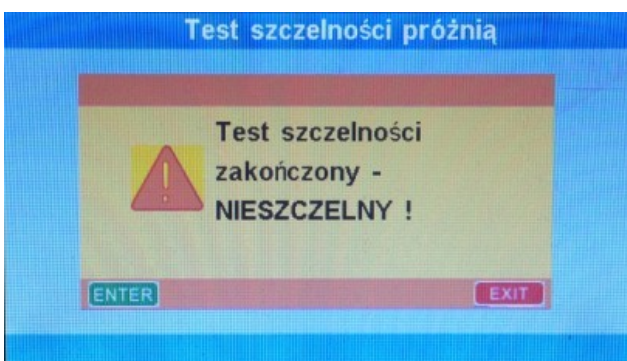 Test szczelności próżnią
Test szczelności
zakończony -
NIESZCZELNY !
ENTER
EXIT